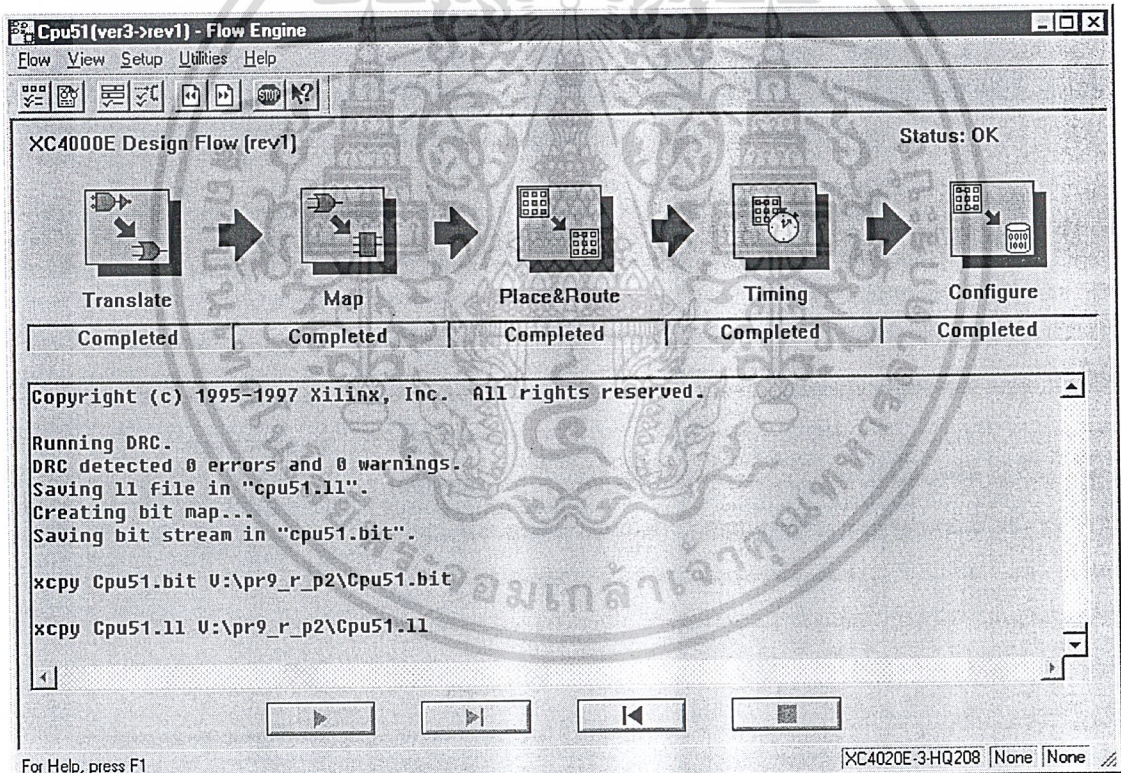 Cpu51(ver3->rev1) - Flow Engine
Flow View Setup Utilities Help
STOP
XC4000E Design Flow (rev1)
Status: OK
Translate Map Place&Route Timing Configure
Completed Completed Completed Completed Completed
Copyright (c) 1995-1997 Xilinx, Inc. All rights reserved.
Running DRC.
DRC detected 0 errors and 0 warnings.
Saving ll file in "cpu51.ll".
Creating bit map...
Saving bit stream in "cpu51.bit".
xcpy Cpu51.bit V:\pr9_r_p2\Cpu51.bit
xcpy Cpu51.ll V:\pr9_r_p2\Cpu51.ll
For Help, press F1
XC4020E-3-HQ208 None None